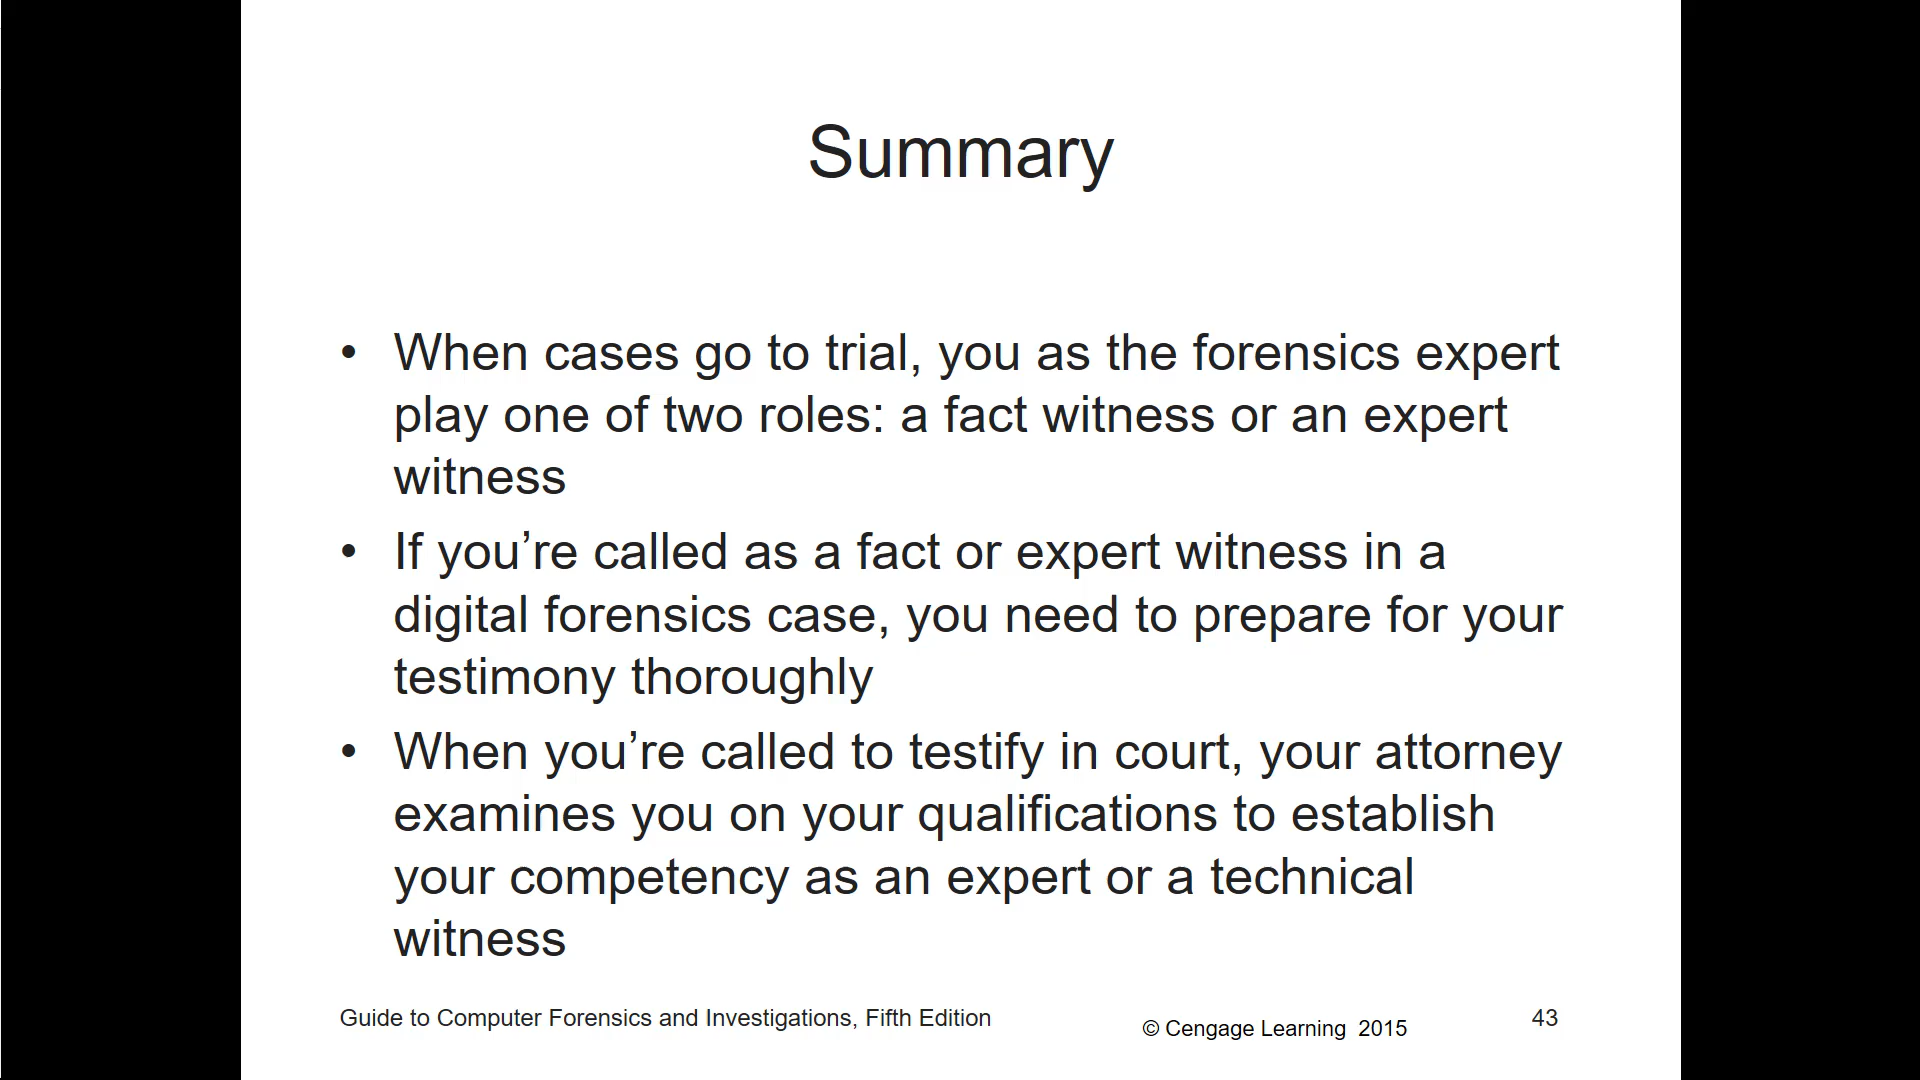 Summary
• When cases go to trial, you as the forensics expert
play one of two roles: a fact witness or an expert
witness
• If you’re called as a fact or expert witness in a
digital forensics case, you need to prepare for your
testimony thoroughly
• When you’re called to testify in court, your attorney
examines you on your qualifications to establish
your competency as an expert or a technical
witness
Guide to Computer Forensics and Investigations, Fifth Edition
© Cengage Learning 2015
43